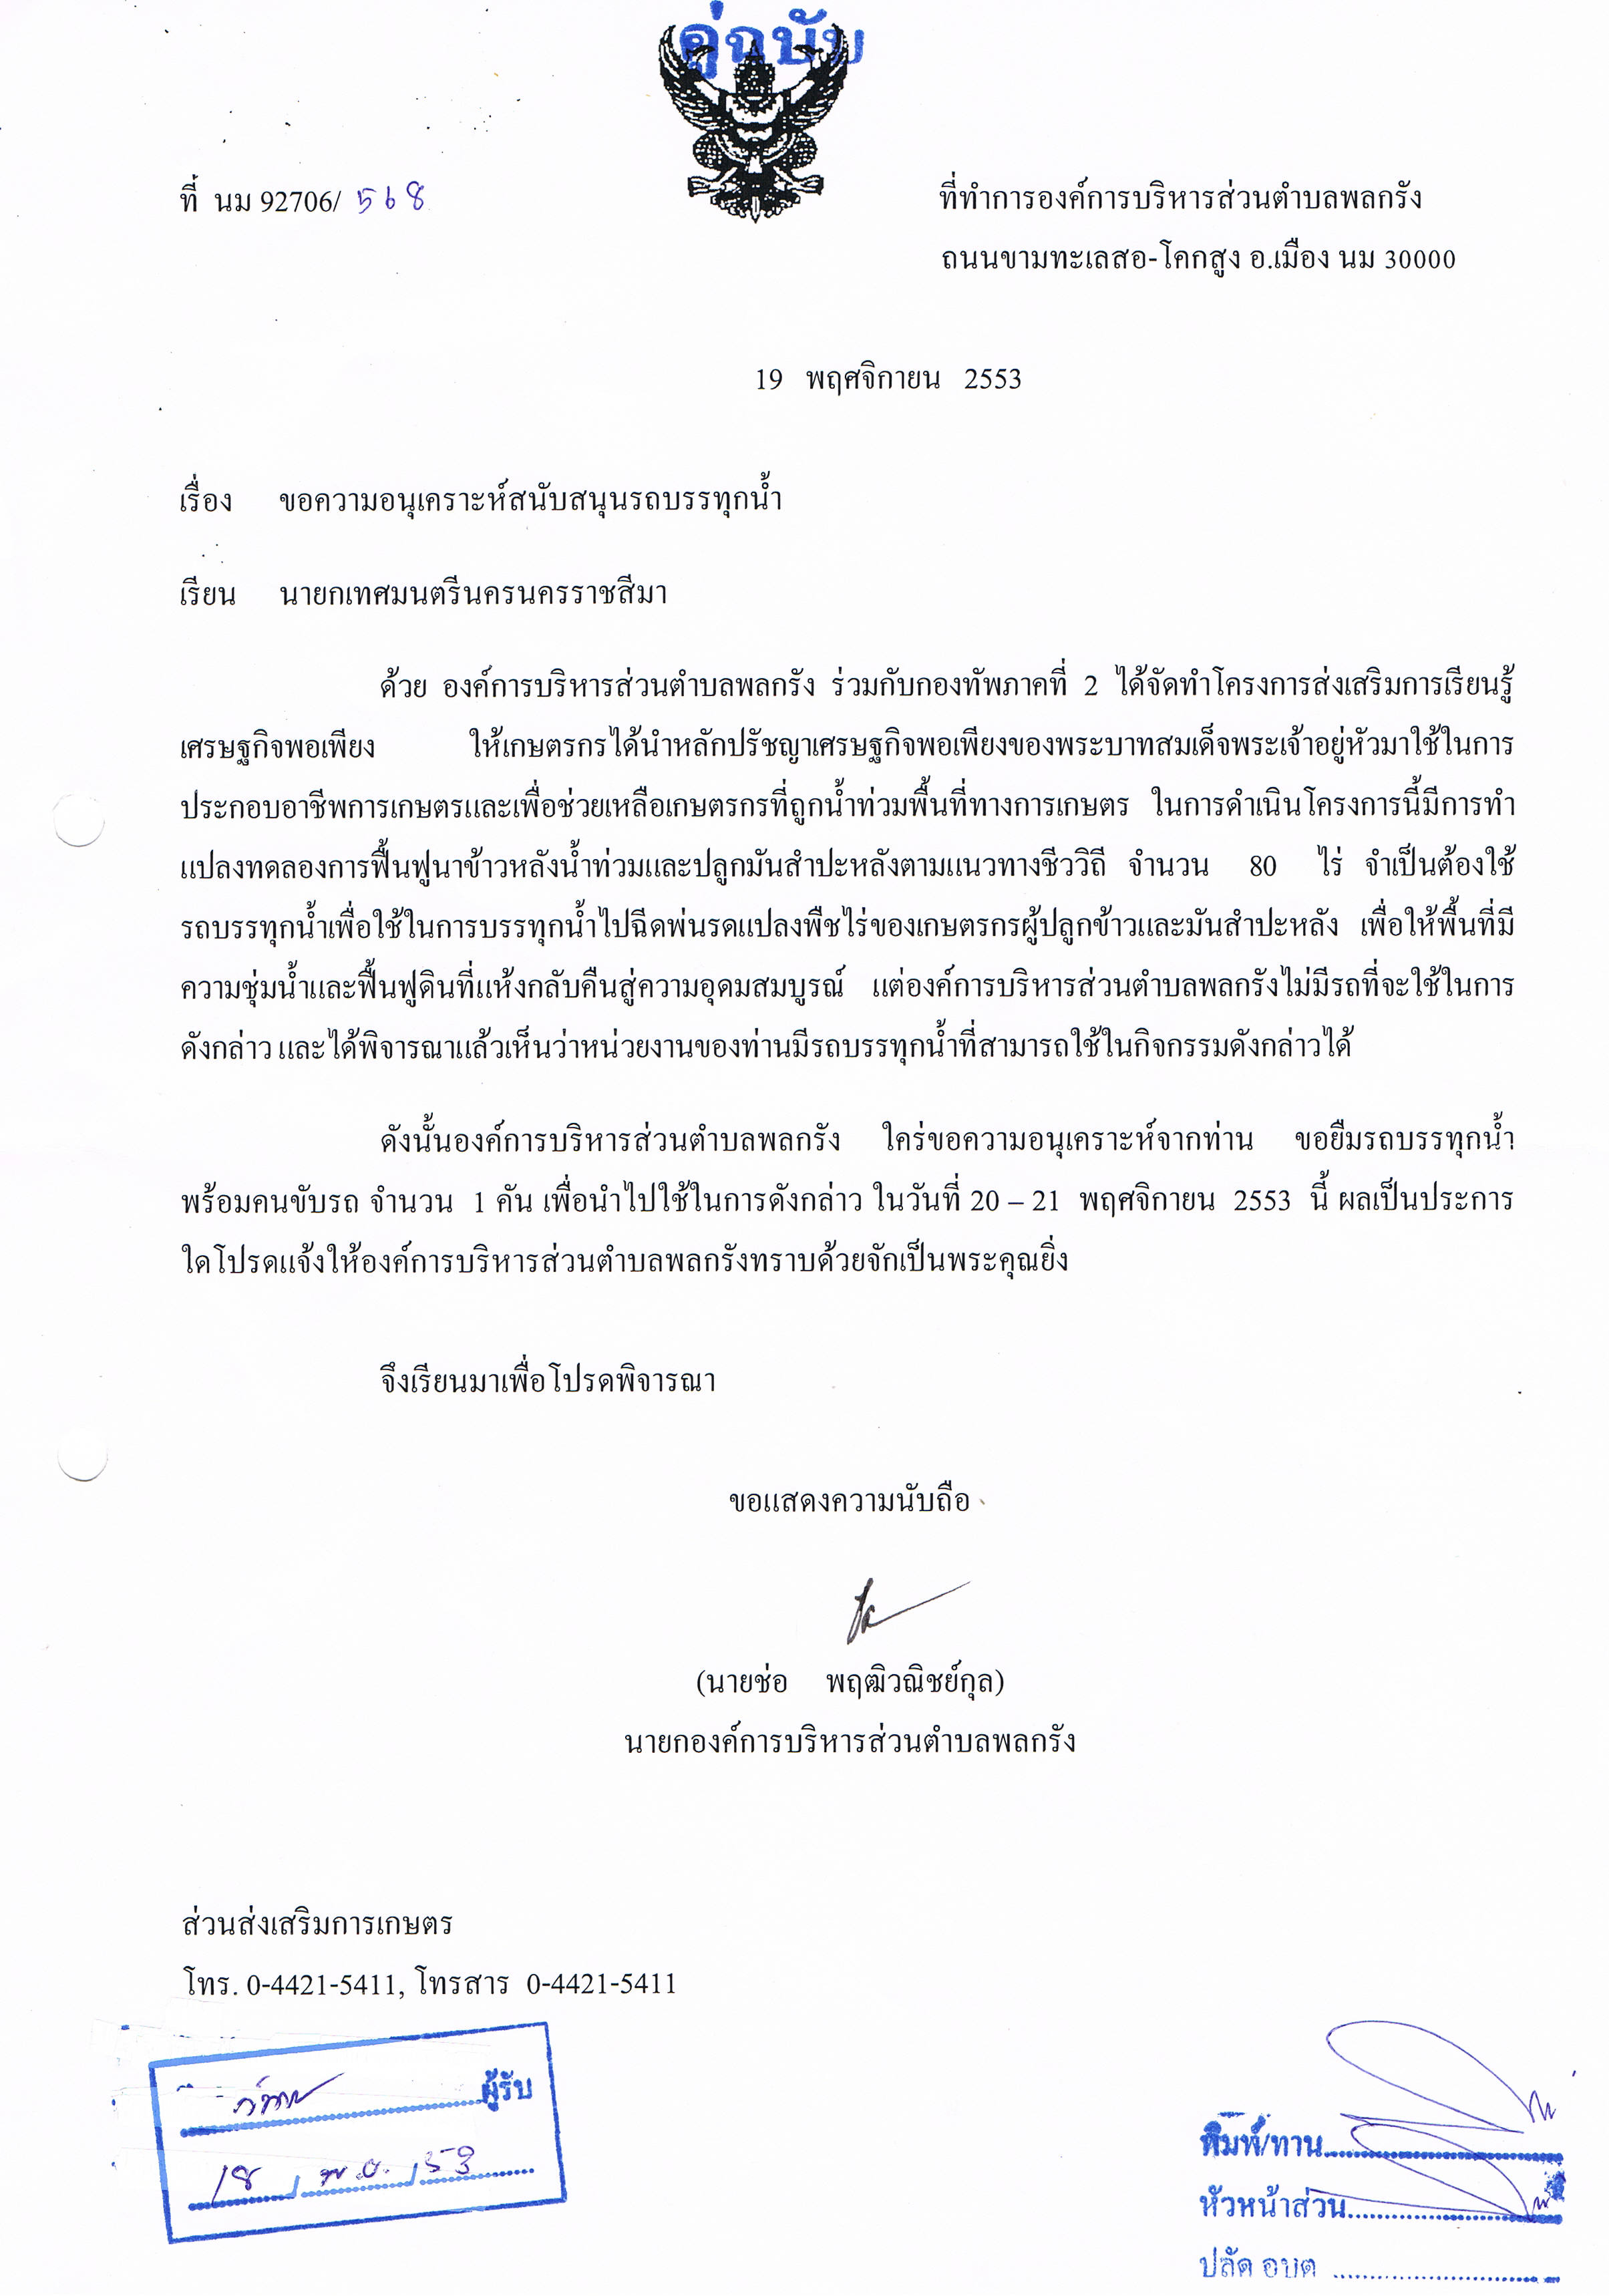 คู่ฉบับ
ที่ นม 92706/ 568
ที่ทำการองค์การบริหารส่วนตำบลพลกรัง
ถนนขามทะเลสอ-โคกสูง อ.เมือง นม 30000
19 พฤศจิกายน 2553
เรื่อง ขอความอนุเคราะห์สนับสนุนรถบรรทุกน้ำ
เรียน นายกเทศมนตรีนครนครราชสีมา
ด้วย องค์การบริหารส่วนตำบลพลกรัง ร่วมกับกองทัพภาคที่ 2 ได้จัดทำโครงการส่งเสริมการเรียนรู้
เศรษฐกิจพอเพียง ให้เกษตรกรได้นำหลักปรัชญาเศรษฐกิจพอเพียงของพระบาทสมเด็จพระเจ้าอยู่หัวมาใช้ในการ
ประกอบอาชีพการเกษตรและเพื่อช่วยเหลือเกษตรกรที่ถูกน้ำท่วมพื้นที่ทางการเกษตร ในการดำเนินโครงการนี้มีการทำ
แปลงทดลองการฟื้นฟูนาข้าวหลังน้ำท่วมและปลูกมันสำปะหลังตามแนวทางชีววิถี จำนวน 80 ไร่ จำเป็นต้องใช้
รถบรรทุกน้ำเพื่อใช้ในการบรรทุกน้ำไปฉีดพ่นรดแปลงพืชไร่ของเกษตรกรผู้ปลูกข้าวและมันสำปะหลัง เพื่อให้พื้นที่มี
ความชุ่มน้ำและฟื้นฟูดินที่แห้งกลับคืนสู่ความอุดมสมบูรณ์ แต่องค์การบริหารส่วนตำบลพลกรังไม่มีรถที่จะใช้ในการ
ดังกล่าว และได้พิจารณาแล้วเห็นว่าหน่วยงานของท่านมีรถบรรทุกน้ำที่สามารถใช้ในกิจกรรมดังกล่าวได้
ดังนั้นองค์การบริหารส่วนตำบลพลกรัง ใคร่ขอความอนุเคราะห์จากท่าน ขอยืมรถบรรทุกน้ำ
พร้อมคนขับรถ จำนวน 1 คัน เพื่อนำไปใช้ในการดังกล่าว ในวันที่ 20 – 21 พฤศจิกายน 2553 นี้ ผลเป็นประการ
ใดโปรดแจ้งให้องค์การบริหารส่วนตำบลพลกรังทราบด้วยจักเป็นพระคุณยิ่ง
จึงเรียนมาเพื่อโปรดพิจารณา
ขอแสดงความนับถือ
(นายช่อ พฤฒิวณิชย์กุล)
นายกองค์การบริหารส่วนตำบลพลกรัง
ส่วนส่งเสริมการเกษตร
โทร. 0-4421-5411, โทรสาร 0-4421-5411
ผู้รับ
18 / พ.ย. / 53
พิมพ์/ทาน
หัวหน้าส่วน
ปลัด อบต